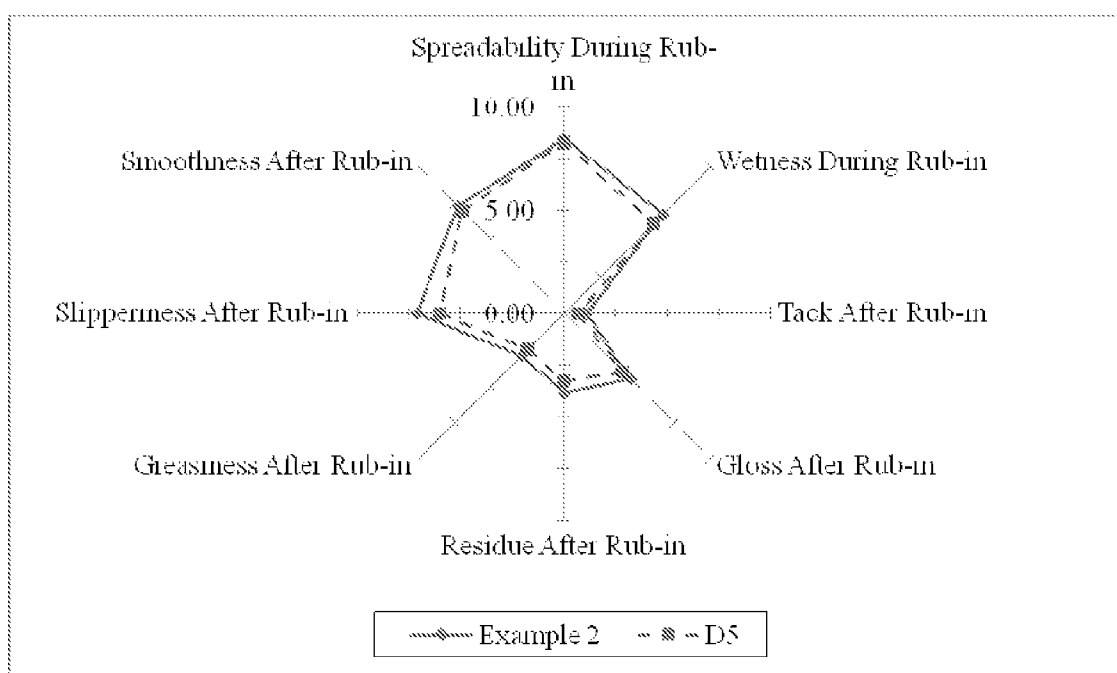 Spreadability During Rub-
in
10.00
Smoothness After Rub-in
Wetness During Rub-in
5.00
Slipperiness After Rub-in
0.00
Tack After Rub-in
Greasiness After Rub-in
Gloss After Rub-in
Residue After Rub-in
Example 2
D5